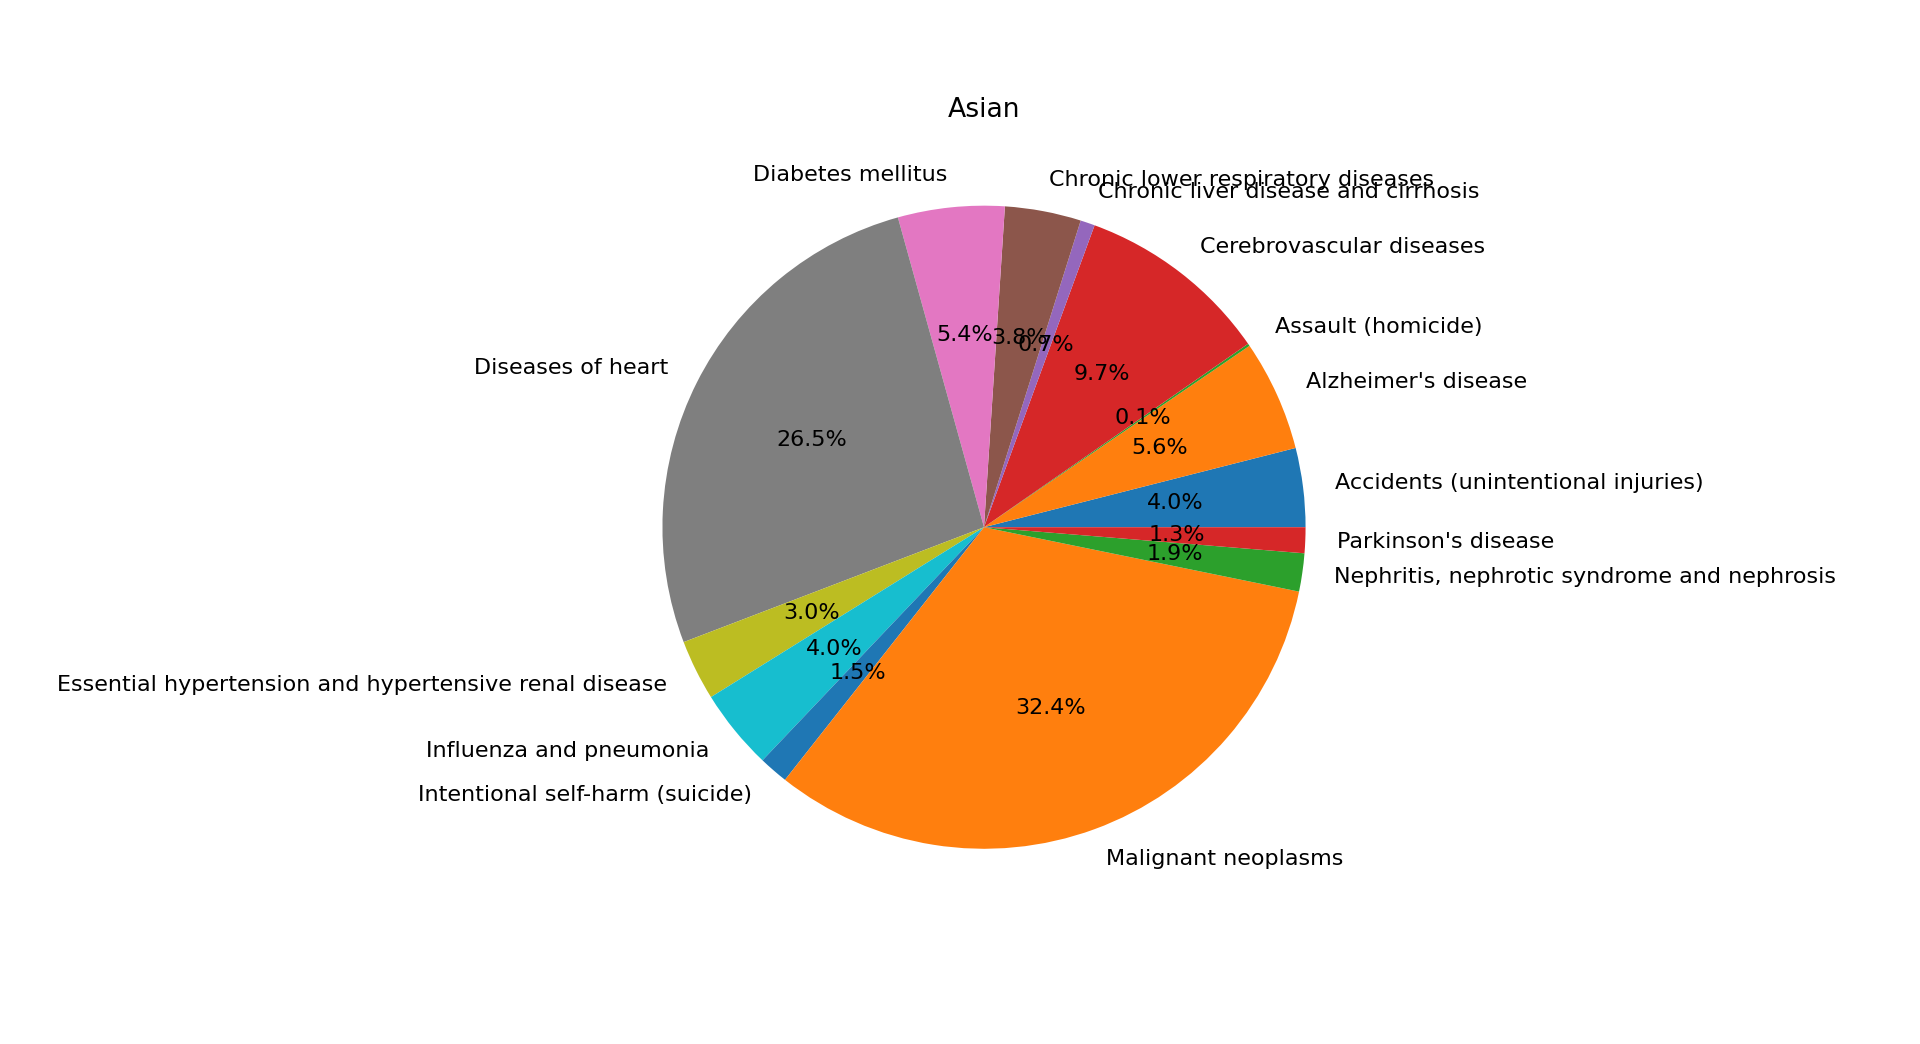 Asian
Diabetes mellitus
Chronic lower respiratory diseases
Chronic liver disease and cirrhosis
Cerebrovascular diseases
Assault (homicide)
Diseases of heart
Alzheimer's disease
Accidents (unintentional injuries)
Parkinson's disease
Nephritis, nephrotic syndrome and nephrosis
Essential hypertension and hypertensive renal disease
Influenza and pneumonia
Intentional self-harm (suicide)
Malignant neoplasms
5.4%
3.8%
0.7%
9.7%
0.1%
5.6%
26.5%
4.0%
1.3%
1.9%
3.0%
4.0%
1.5%
32.4%